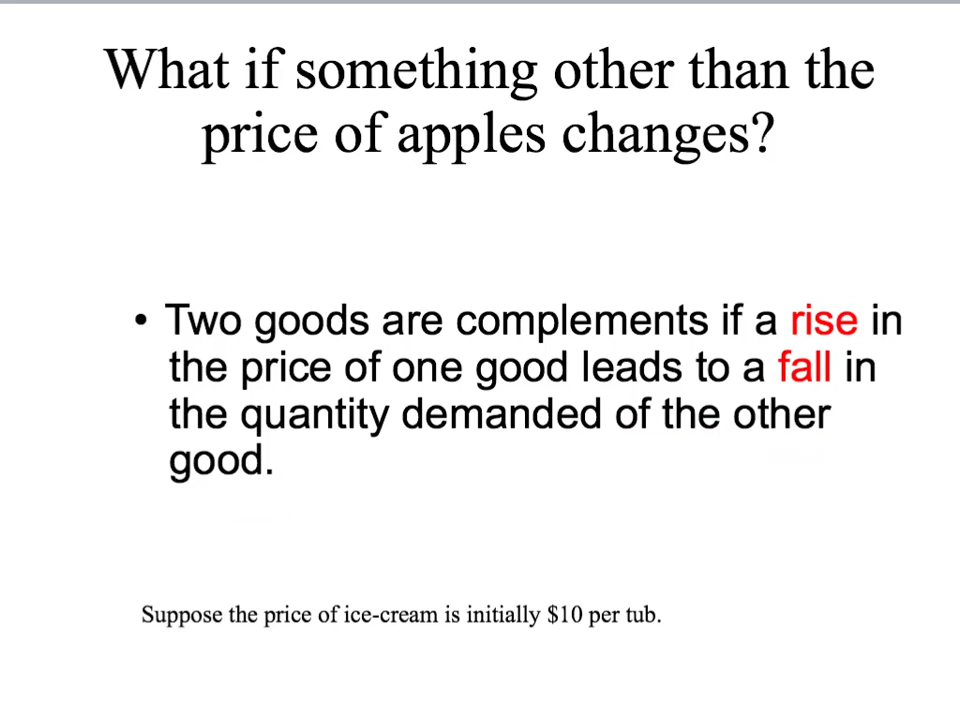 What if something other than the
price of apples changes?
• Two goods are complements if a rise in
the price of one good leads to a fall in
the quantity demanded of the other
good.
Suppose the price of ice-cream is initially $10 per tub.